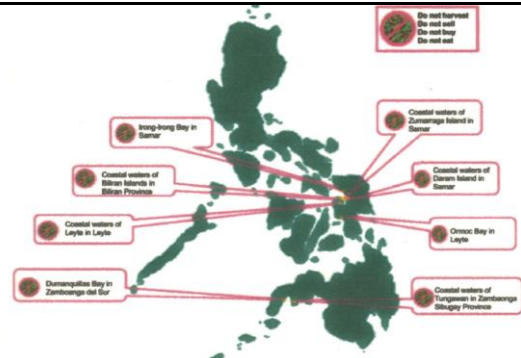 Do not harvest
Do not sell
Do not buy
Do not eat
Irong-Irong Bay in
Samar
Coastal waters of
Zumarraga Island in
Samar
Coastal waters of
Biliran Islands in
Biliran Province
Coastal waters of
Daram Island in
Samar
Coastal waters of
Leyte in Leyte
Ormoc Bay in
Leyte
Dumanquillas Bay in
Zamboanga del Sur
Coastal waters of
Tungawan in Zamboanga
Sibugay Province